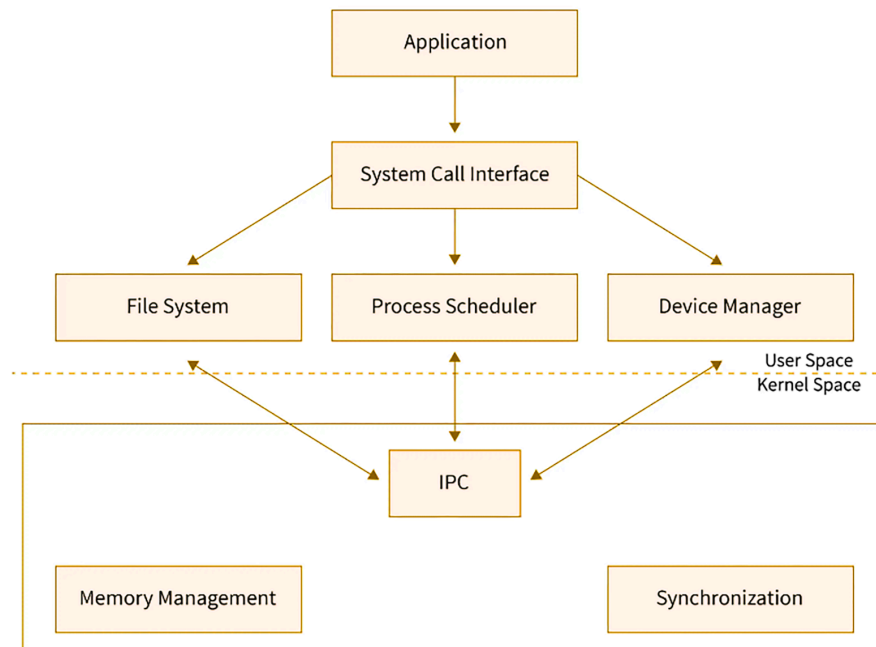 Application
System Call Interface
File System
Process Scheduler
Device Manager
User Space
Kernel Space
IPC
Memory Management
Synchronization